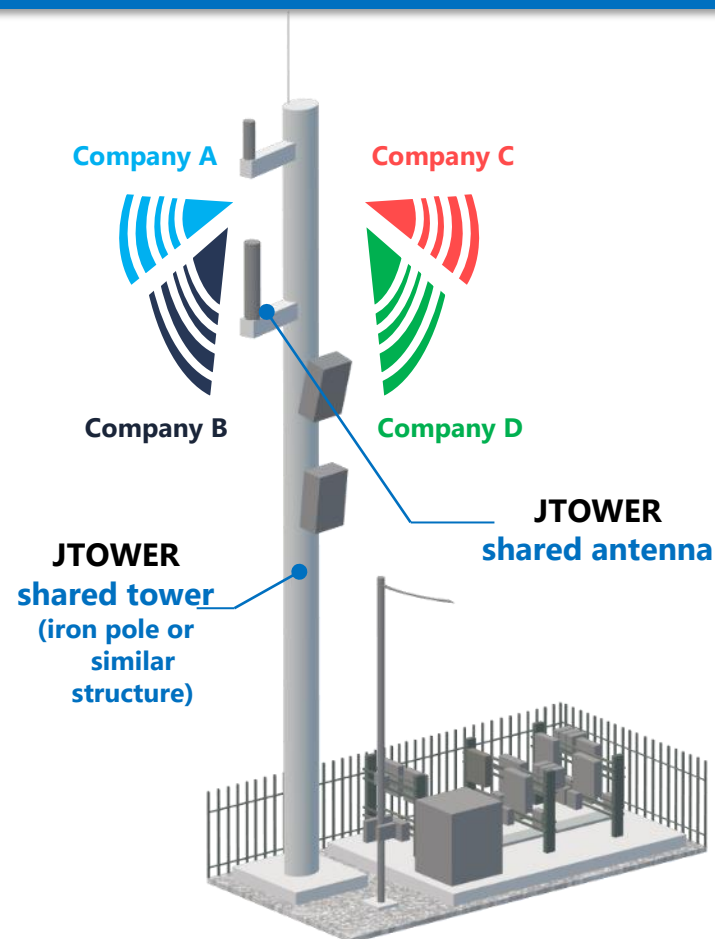 Company A
Company C
Company B
Company D
JTOWER
shared antenna
JTOWER
shared tower
(iron pole or
similar
structure)